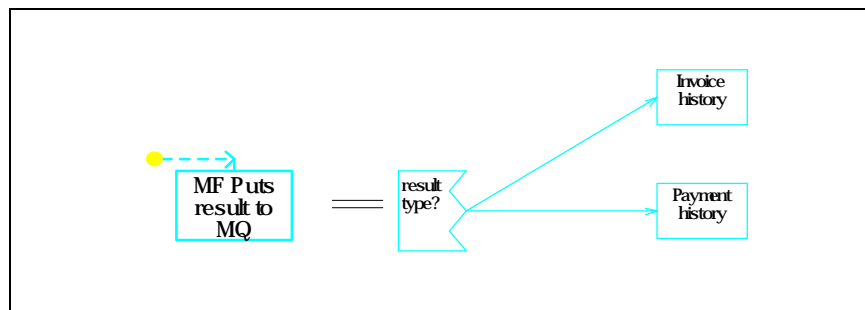 MF Puts
result to
MQ
result
type?
Invoice
history
Payment
history